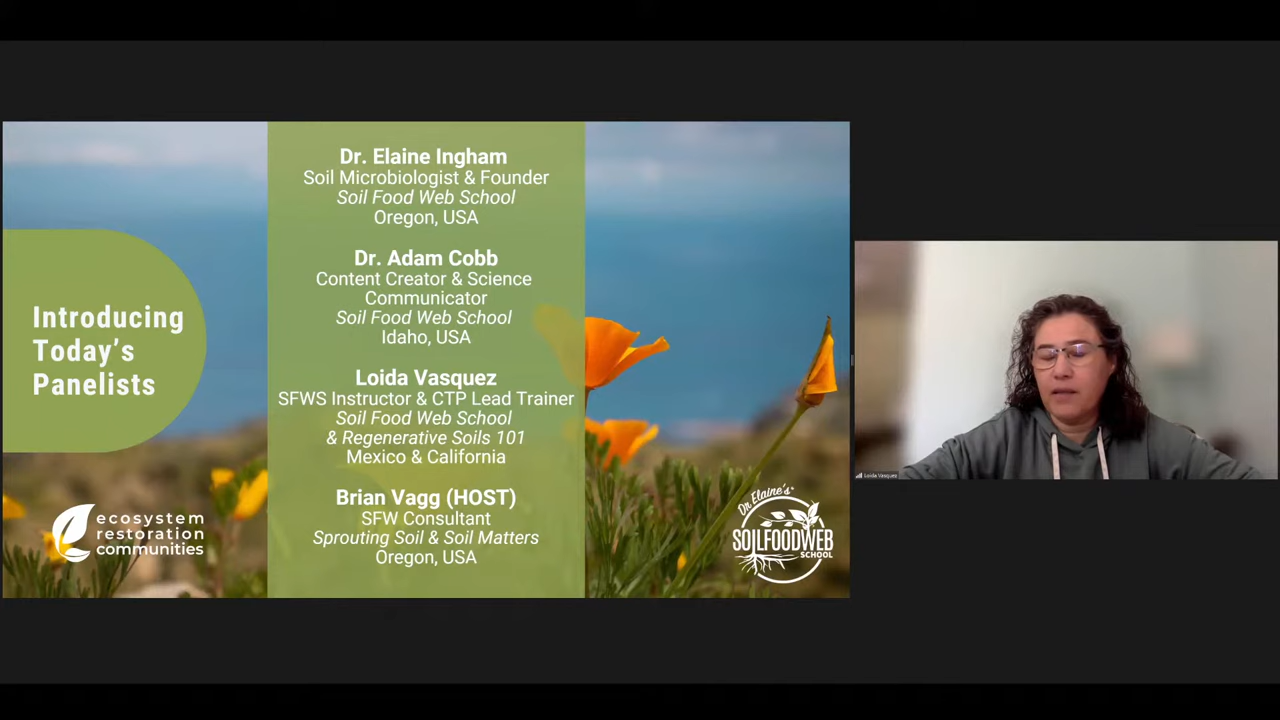 Introducing
Today's
Panelists
Dr. Elaine Ingham
Soil Microbiologist & Founder
Soil Food Web School
Oregon, USA
Dr. Adam Cobb
Content Creator & Science
Communicator
Soil Food Web School
Idaho, USA
Loida Vasquez
SFWS Instructor & CTP Lead Trainer
Soil Food Web School
& Regenerative Soils 101
Mexico & California
Brian Vagg (HOST)
SFW Consultant
Sprouting Soil & Soil Matters
Oregon, USA
ecosystem
restoration
communities
Dr. Elaine's
SOILFOODWEB
SCHOOL
Loida Vasquez